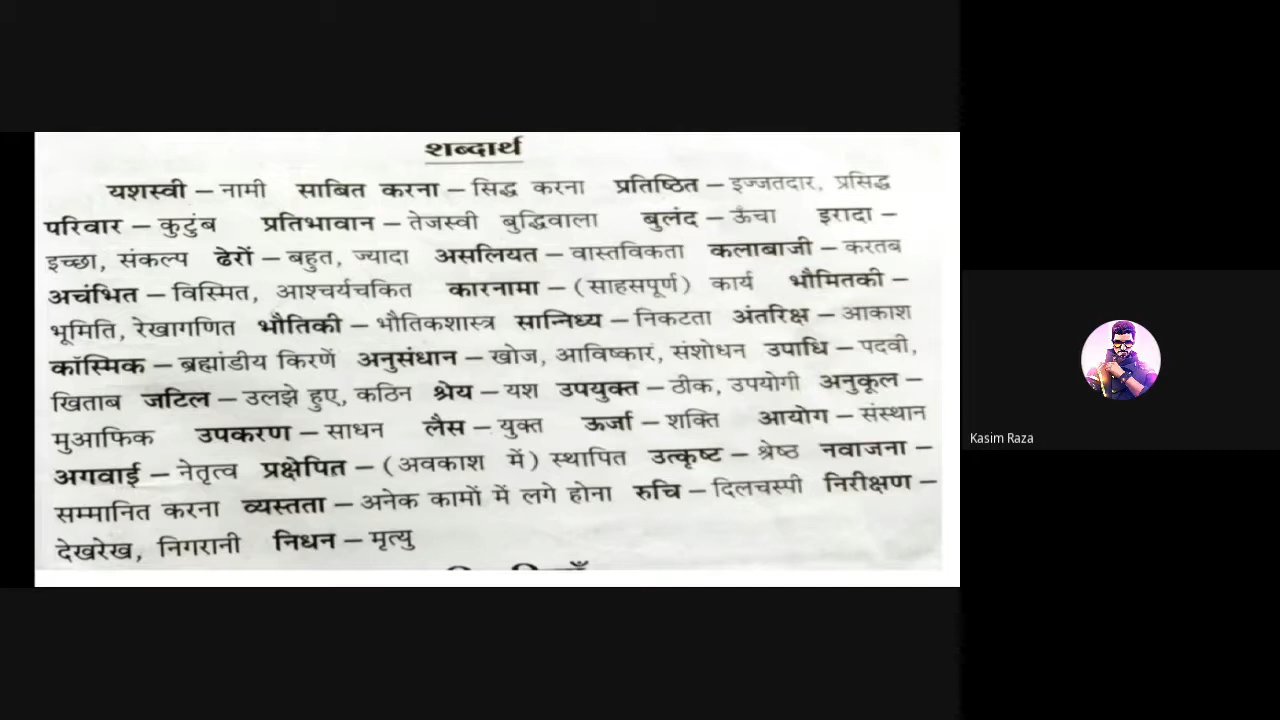 शब्दार्थ
यशस्वी – नामी साबित करना – सिद्ध करना प्रतिष्ठित – इज्जतदार, प्रसिद्ध
परिवार – कुटुंब प्रतिभावान – तेजस्वी बुद्धिवाला बुलंद – ऊँचा इरादा –
इच्छा, संकल्प ढेरों – बहुत, ज्यादा असलियत – वास्तविकता कलाबाजी – करतब
अचंभित – विस्मित, आश्चर्यचकित कारनामा – (साहसपूर्ण) कार्य भौमितकी –
भूमिति, रेखागणित भौतिकी – भौतिकशास्त्र सान्निध्य – निकटता अंतरिक्ष – आकाश
कॉस्मिक – ब्रह्मांडीय किरणें अनुसंधान – खोज, आविष्कार, संशोधन उपाधि – पदवी,
खिताब जटिल – उलझे हुए, कठिन श्रेय – यश उपयुक्त – ठीक, उपयोगी अनुकूल –
मुआफिक उपकरण – साधन लैस – युक्त ऊर्जा – शक्ति आयोग – संस्थान
अगवाई – नेतृत्व प्रक्षेपित – (अवकाश में) स्थापित उत्कृष्ट – श्रेष्ठ नवाजना –
सम्मानित करना व्यस्तता – अनेक कामों में लगे होना रुचि – दिलचस्पी निरीक्षण –
देखरेख, निगरानी निधन – मृत्यु
Kasim Raza